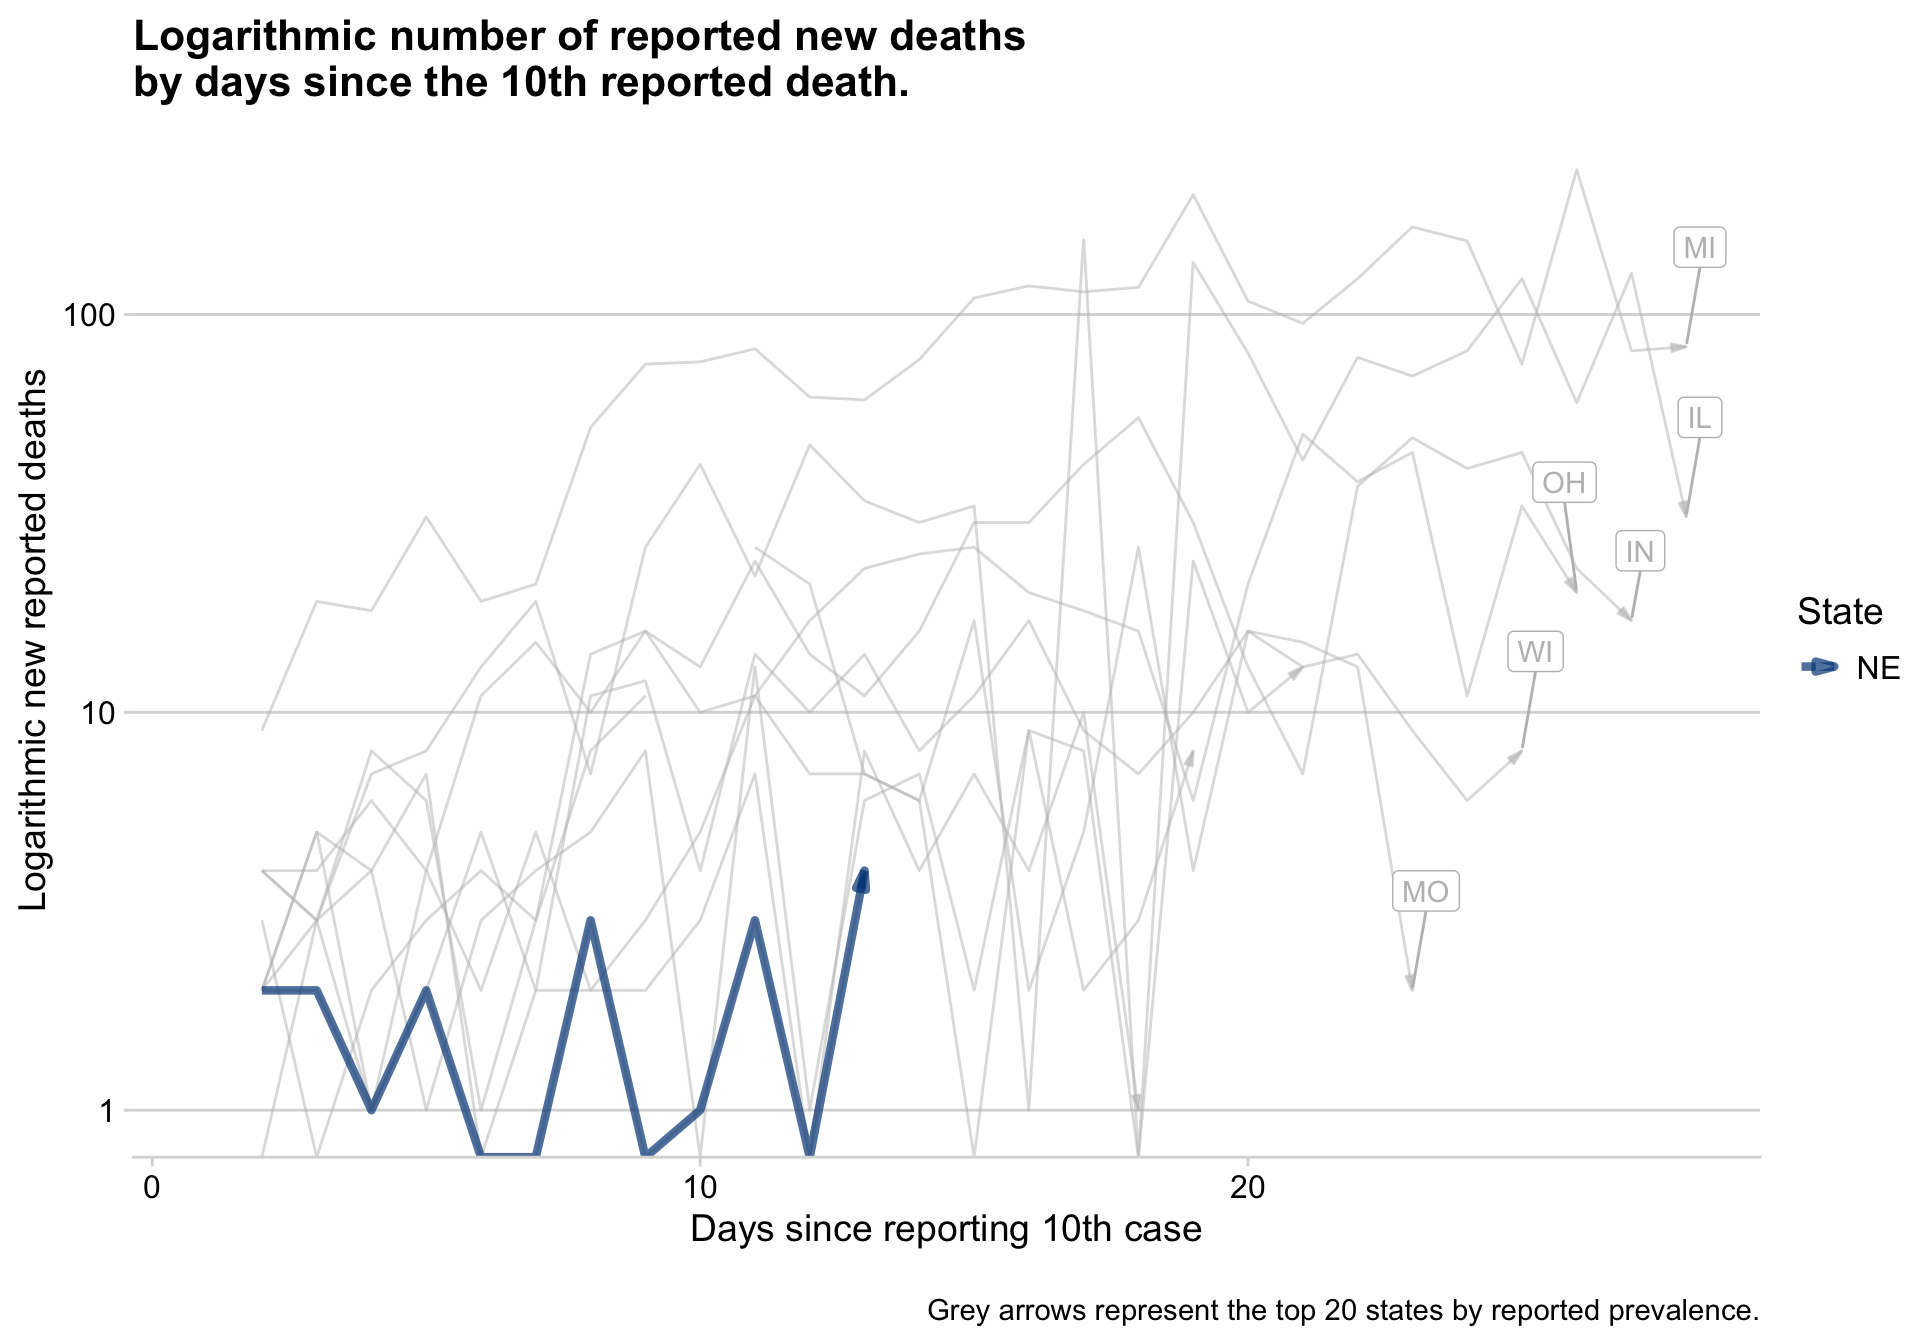 Logarithmic number of reported new deaths
by days since the 10th reported death.
MI
100
IL
OH
IN
Logarithmic new reported deaths
State
WI
NE
10
MO
1
0
10
20
Days since reporting 10th case
Grey arrows represent the top 20 states by reported prevalence.